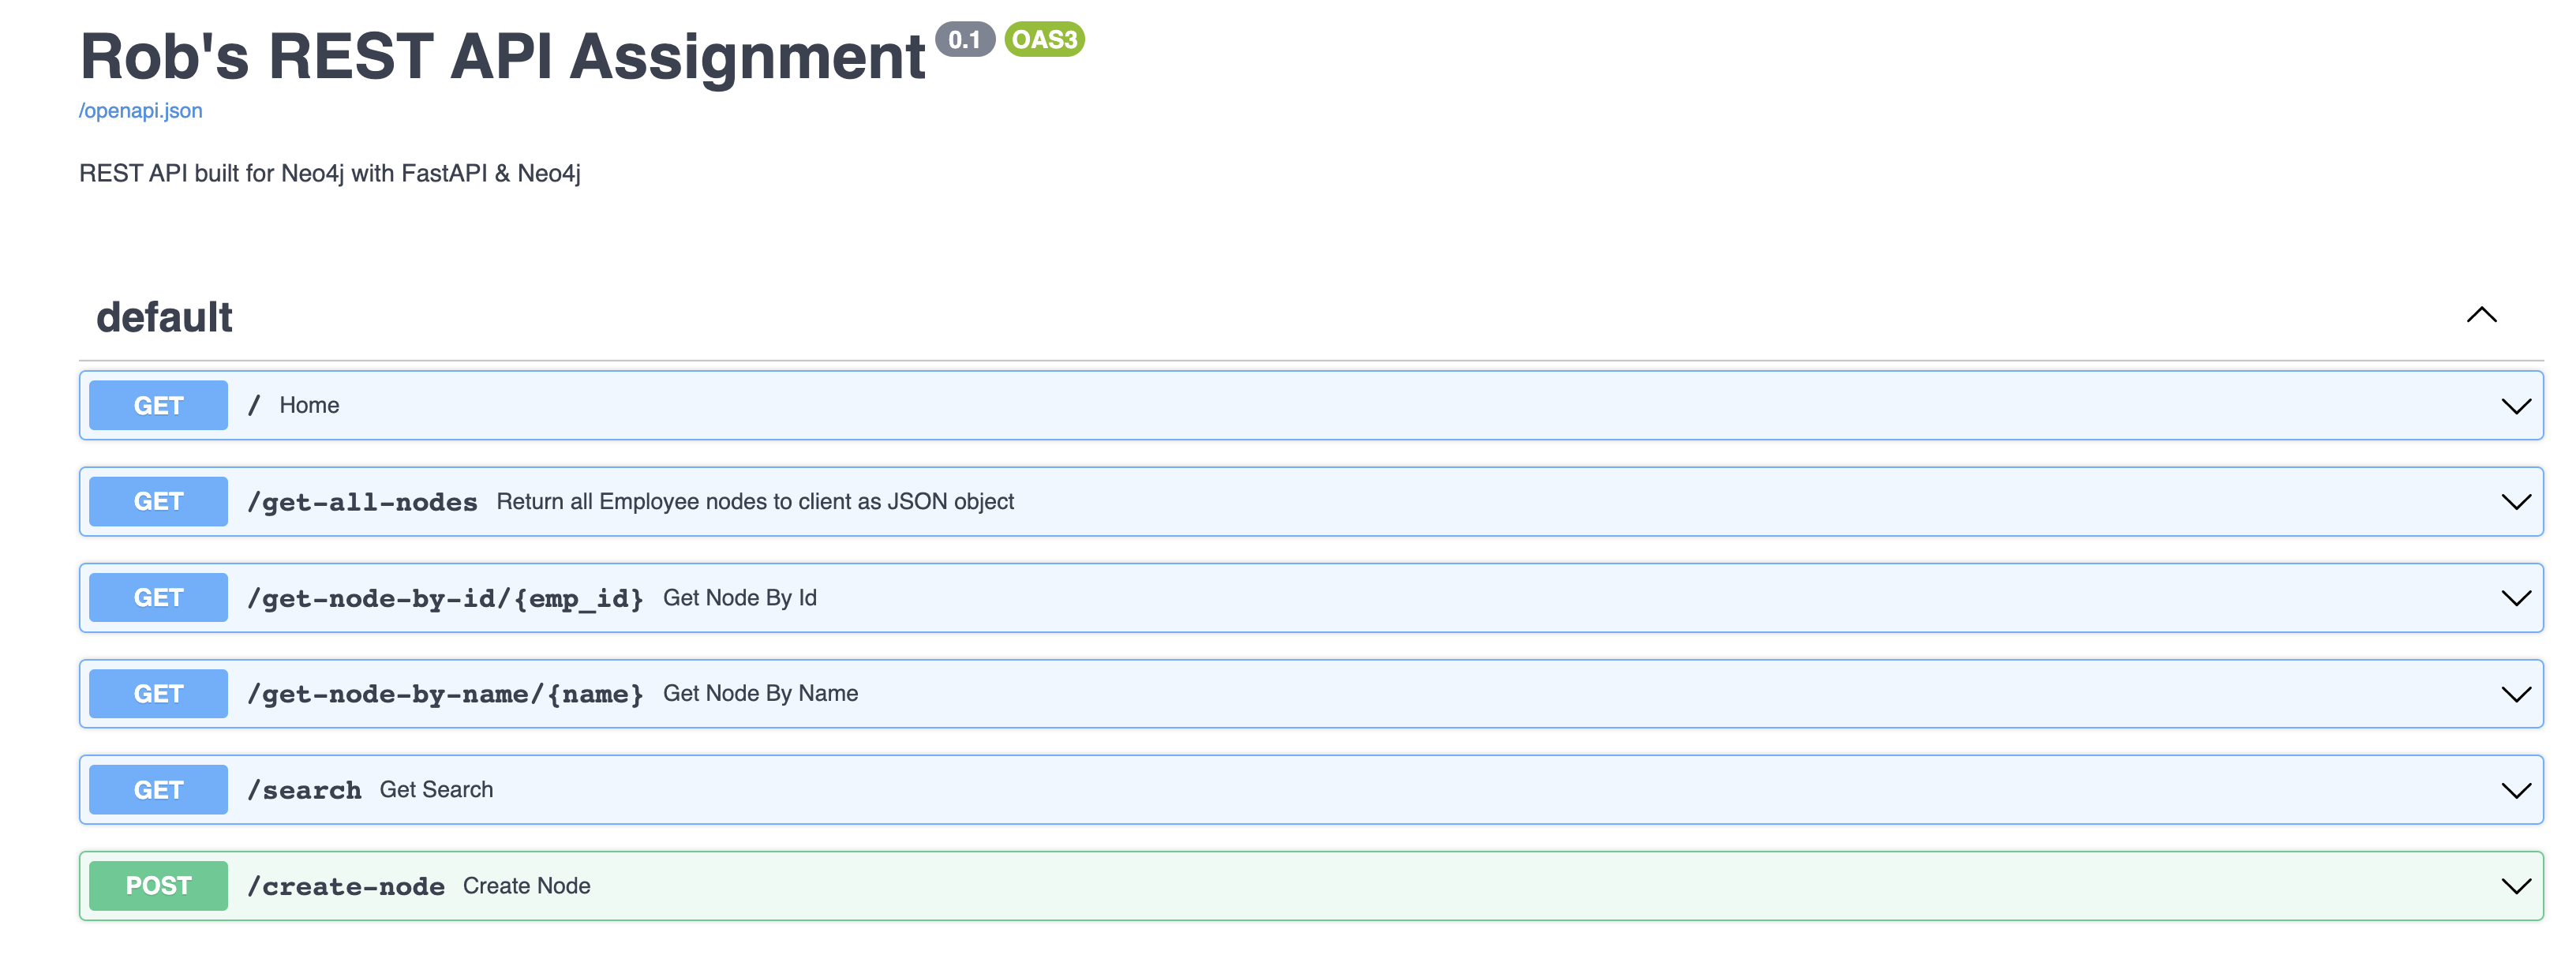 Rob's REST API Assignment 0.1 OAS3
/openapi.json
REST API built for Neo4j with FastAPI & Neo4j
default
GET / Home
GET /get-all-nodes Return all Employee nodes to client as JSON object
GET /get-node-by-id/{emp_id} Get Node By Id
GET /get-node-by-name/{name} Get Node By Name
GET /search Get Search
POST /create-node Create Node